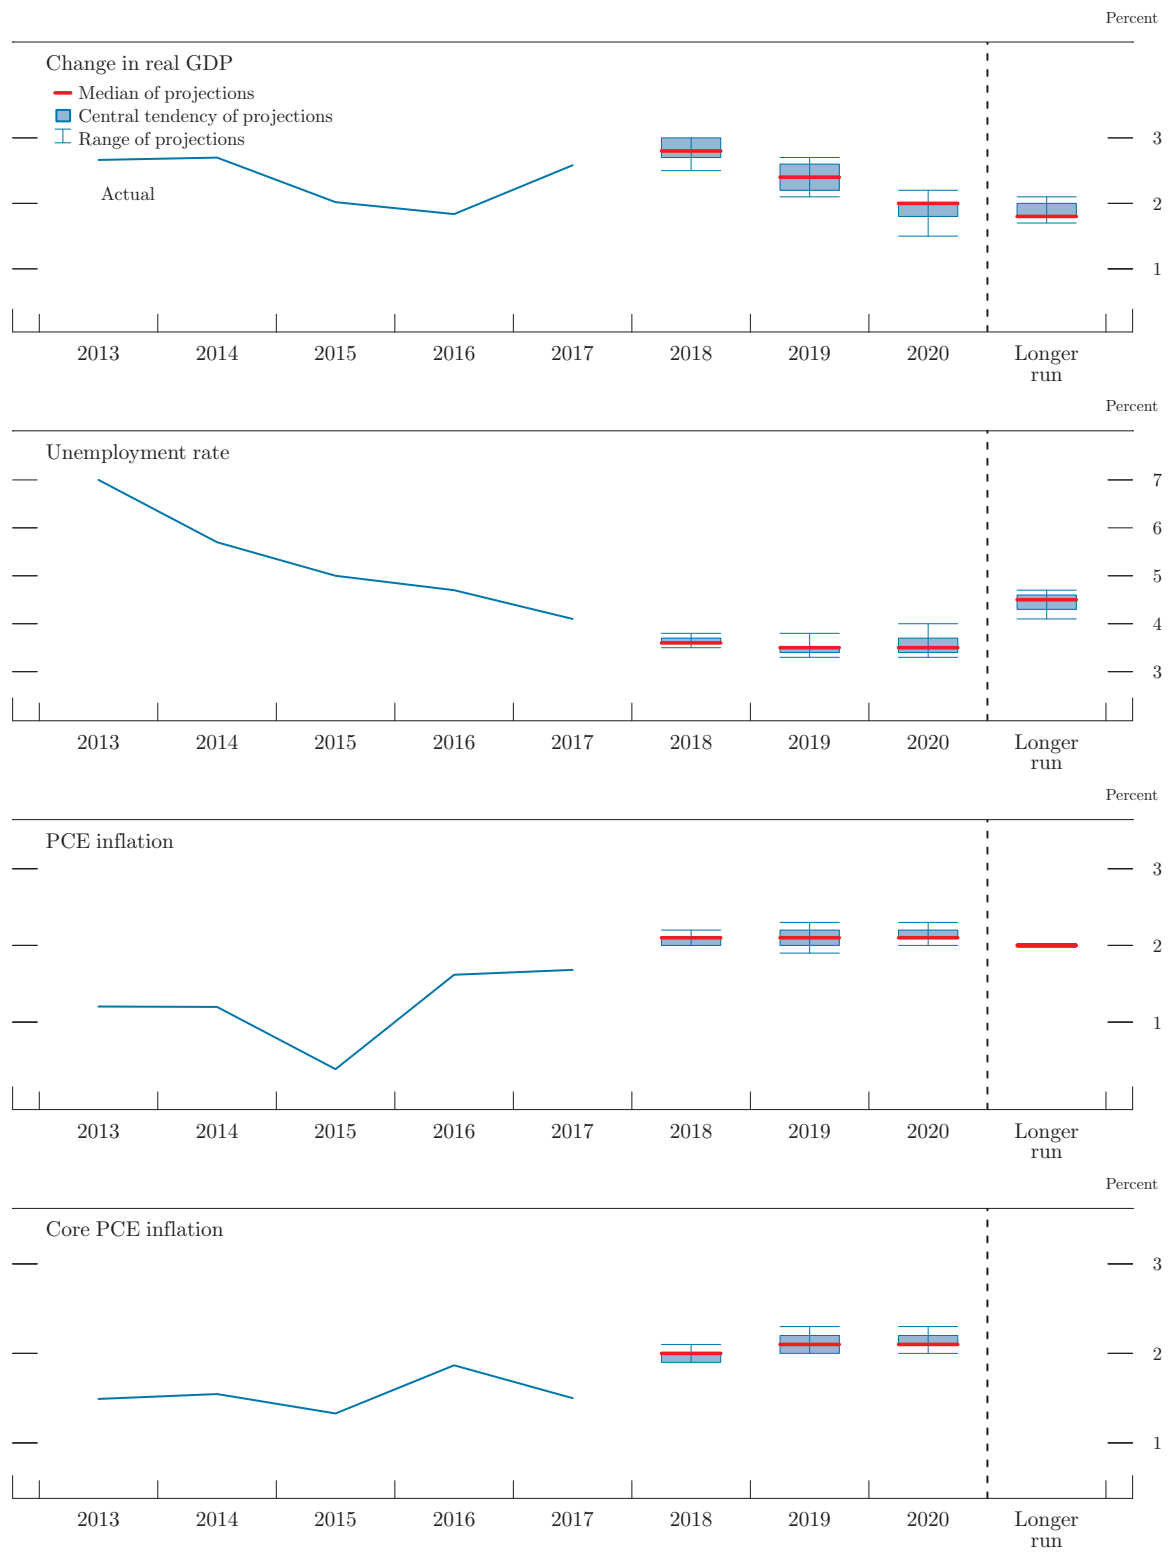 Percent
Change in real GDP
Median of projections
Central tendency of projections
Range of projections
Actual
3
2
1
2013 2014 2015 2016 2017 2018 2019 2020 Longer
run
Percent
Unemployment rate
7
6
5
4
3
2013 2014 2015 2016 2017 2018 2019 2020 Longer
run
Percent
PCE inflation
3
2
1
2013 2014 2015 2016 2017 2018 2019 2020 Longer
run
Percent
Core PCE inflation
3
2
1
2013 2014 2015 2016 2017 2018 2019 2020 Longer
run